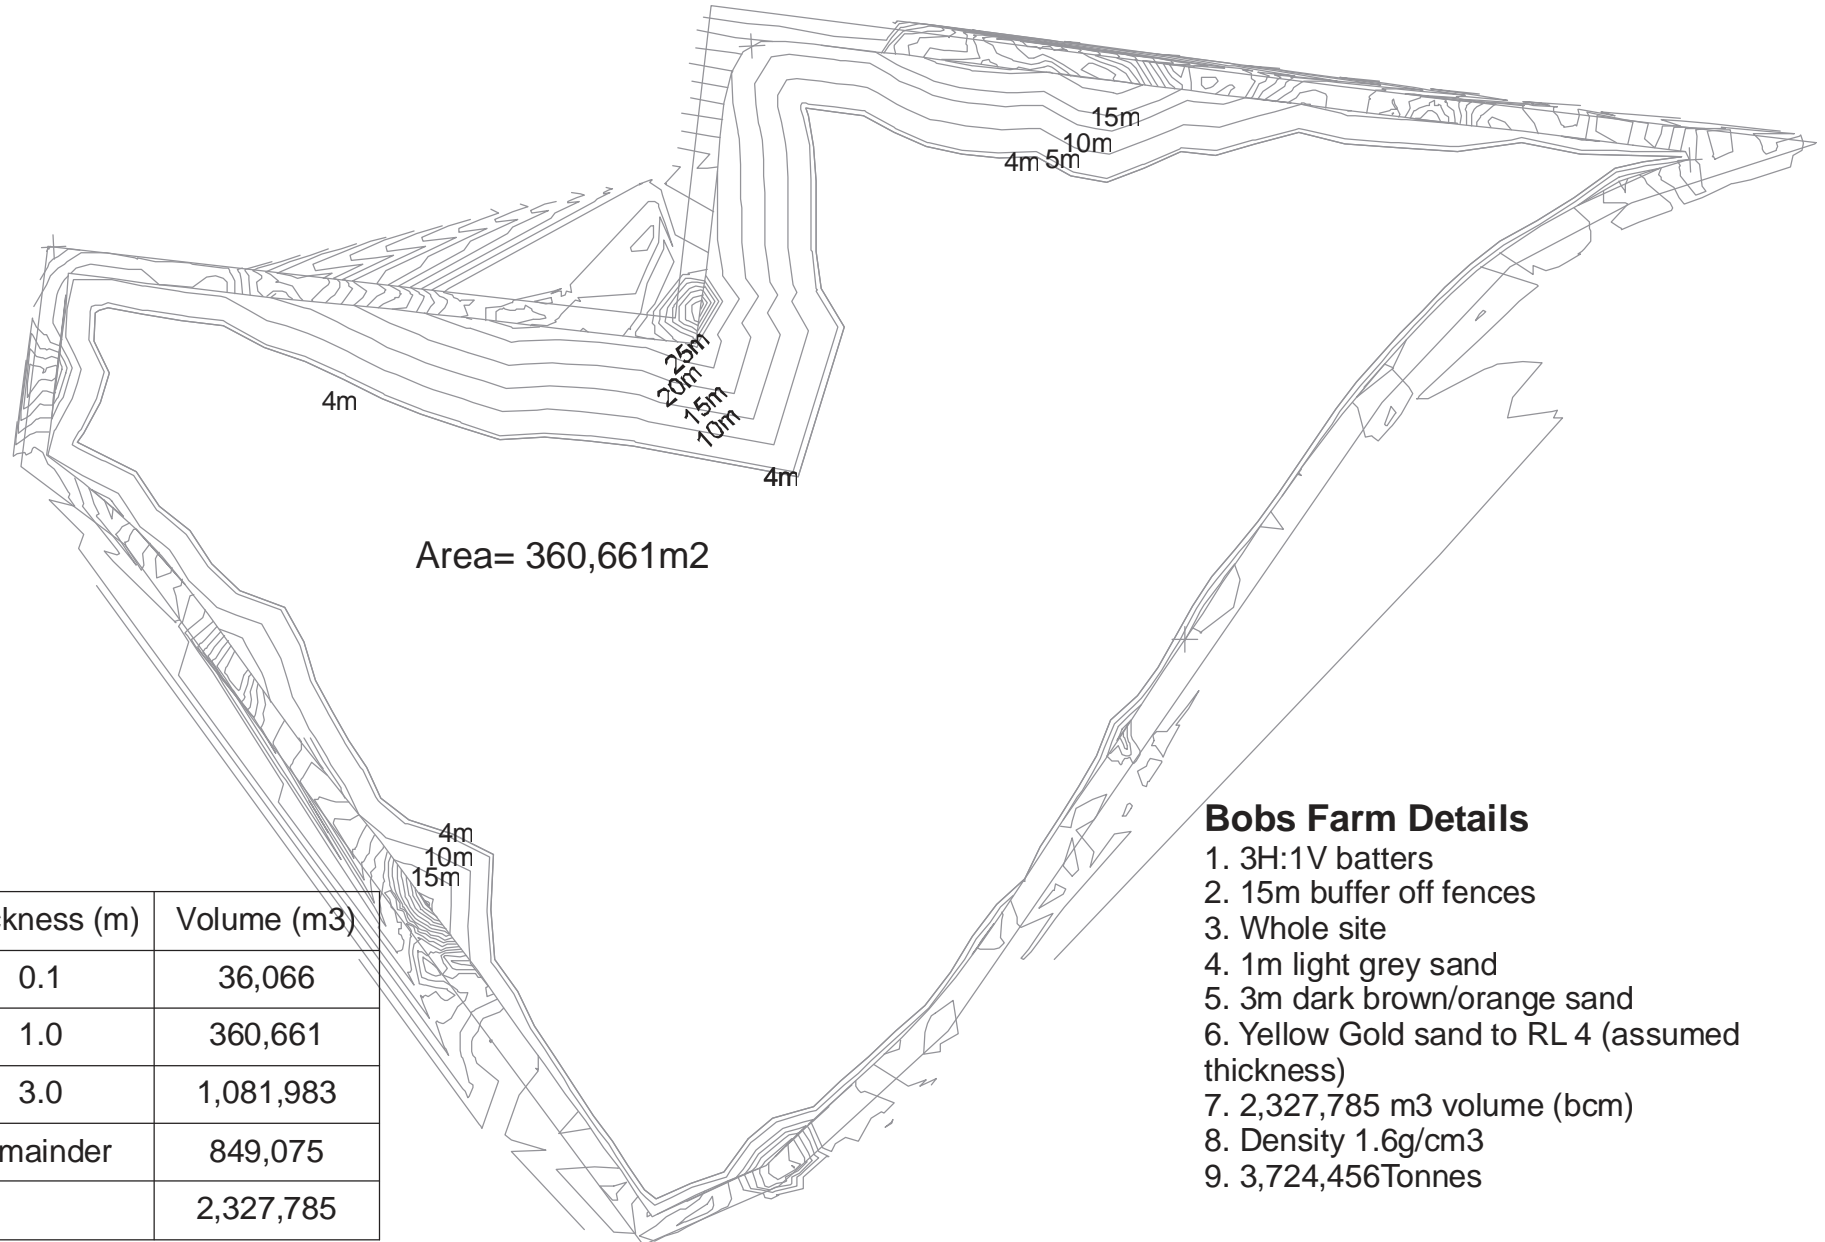 15m
10m
4m 5m
25m
20m
15m
10m
4m
4m
Area= 360,661m2
4m
10m
15m
Bobs Farm Details
1. 3H:1V batters
2. 15m buffer off fences
3. Whole site
4. 1m light grey sand
5. 3m dark brown/orange sand
6. Yellow Gold sand to RL 4 (assumed
thickness)
7. 2,327,785 m3 volume (bcm)
8. Density 1.6g/cm3
9. 3,724,456Tonnes
kness (m) Volume (m3)
0.1 36,066
1.0 360,661
3.0 1,081,983
mainder 849,075
2,327,785